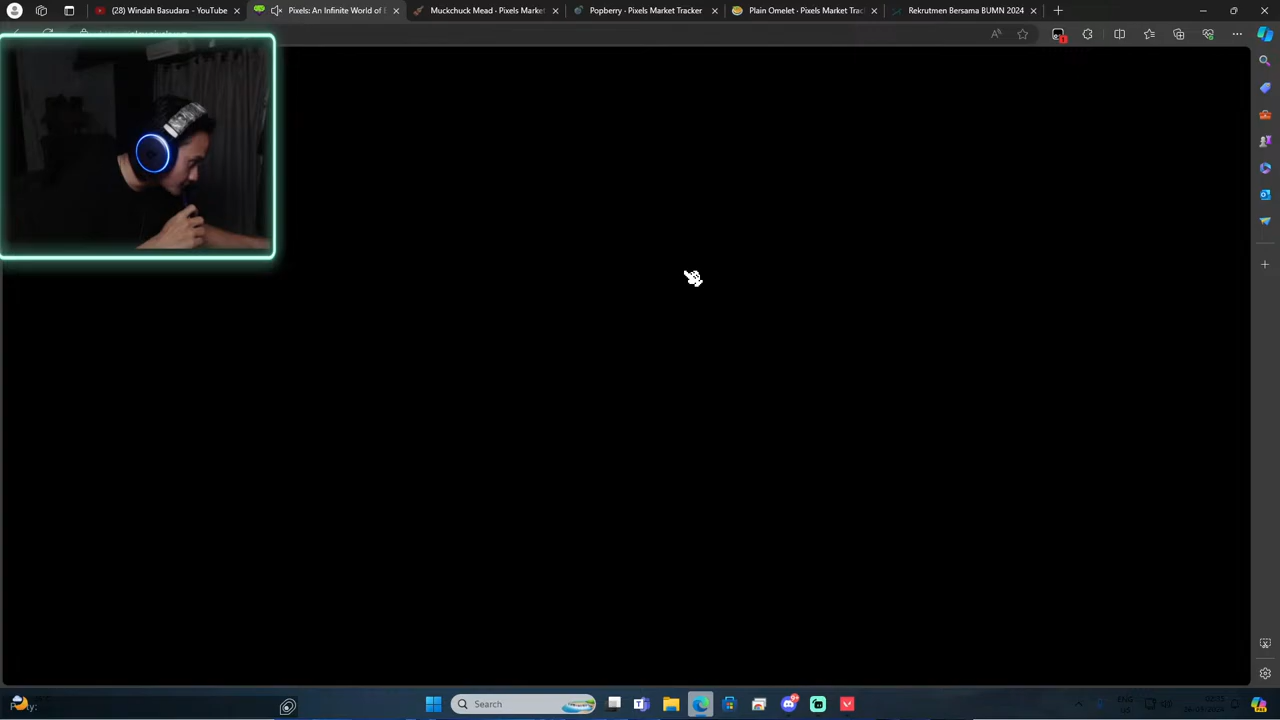 (28) Windah Basudara - YouTube
Pixels: An Infinite World of
Muckchuck Mead - Pixels Market
Popberry - Pixels Market Tracker
Plain Omelet - Pixels Market Trac
Rekrutmen Bersama BUMN 2024
Search
ENG